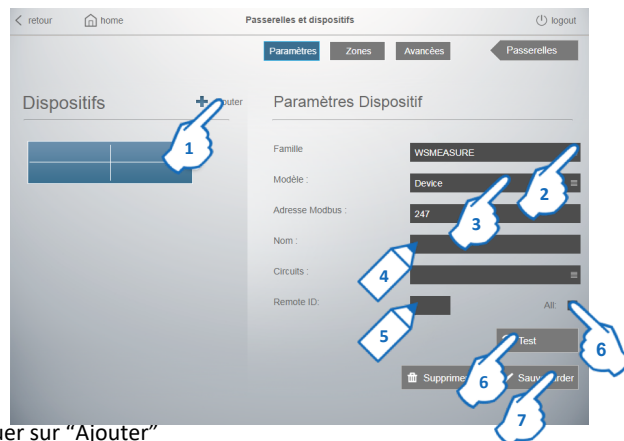 retour
home
Passerelles et dispositifs
logout
Paramètres
Zones
Avancées
Passerelles
Dispositifs
Paramètres Dispositif
1
Famille
WSMEASURE
2
Modèle :
Device
3
Adresse Modbus :
247
Nom :
4
Circuits :
Remote ID:
All:
5
6
Test
6
7
sur "Ajouter"